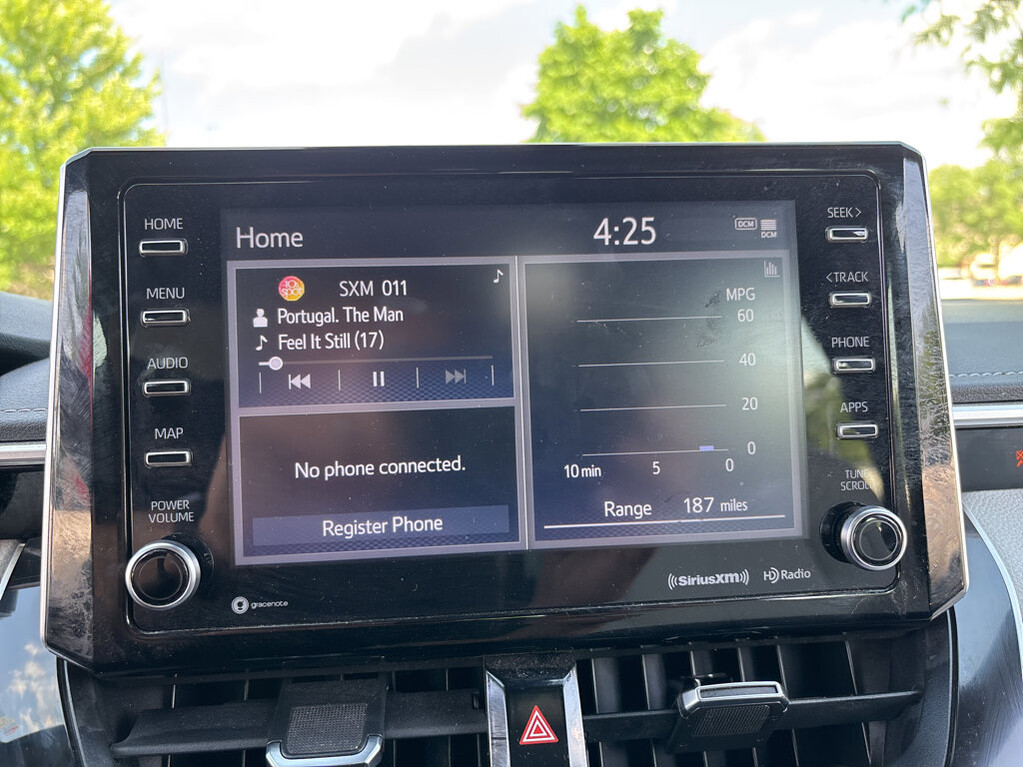 HOME
MENU
AUDIO
MAP
POWER
VOLUME
Home
4:25
DCM
DCM
SXM 011
Portugal. The Man
Feel It Still (17)
No phone connected.
Register Phone
MPG
60
40
20
0
10 min 5 0
Range 187 miles
SEEK>
<TRACK
PHONE
APPS
TUNE
SCROLL
gracenote
((SiriusXM))
HD Radio